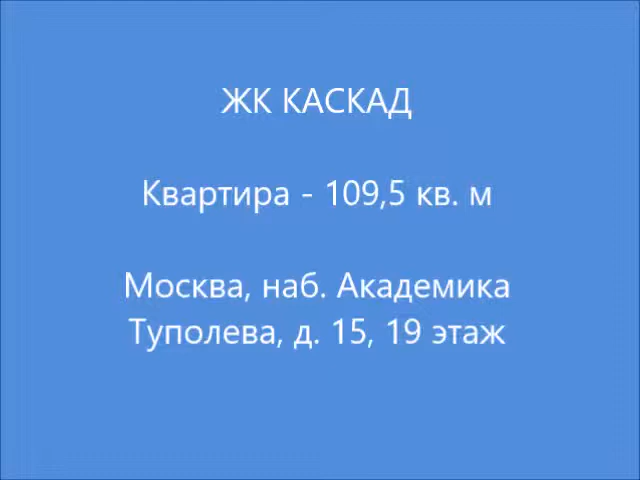 ЖК КАСКАД
Квартира - 109,5 кв. м
Москва, наб. Академика
Туполева, д. 15, 19 этаж